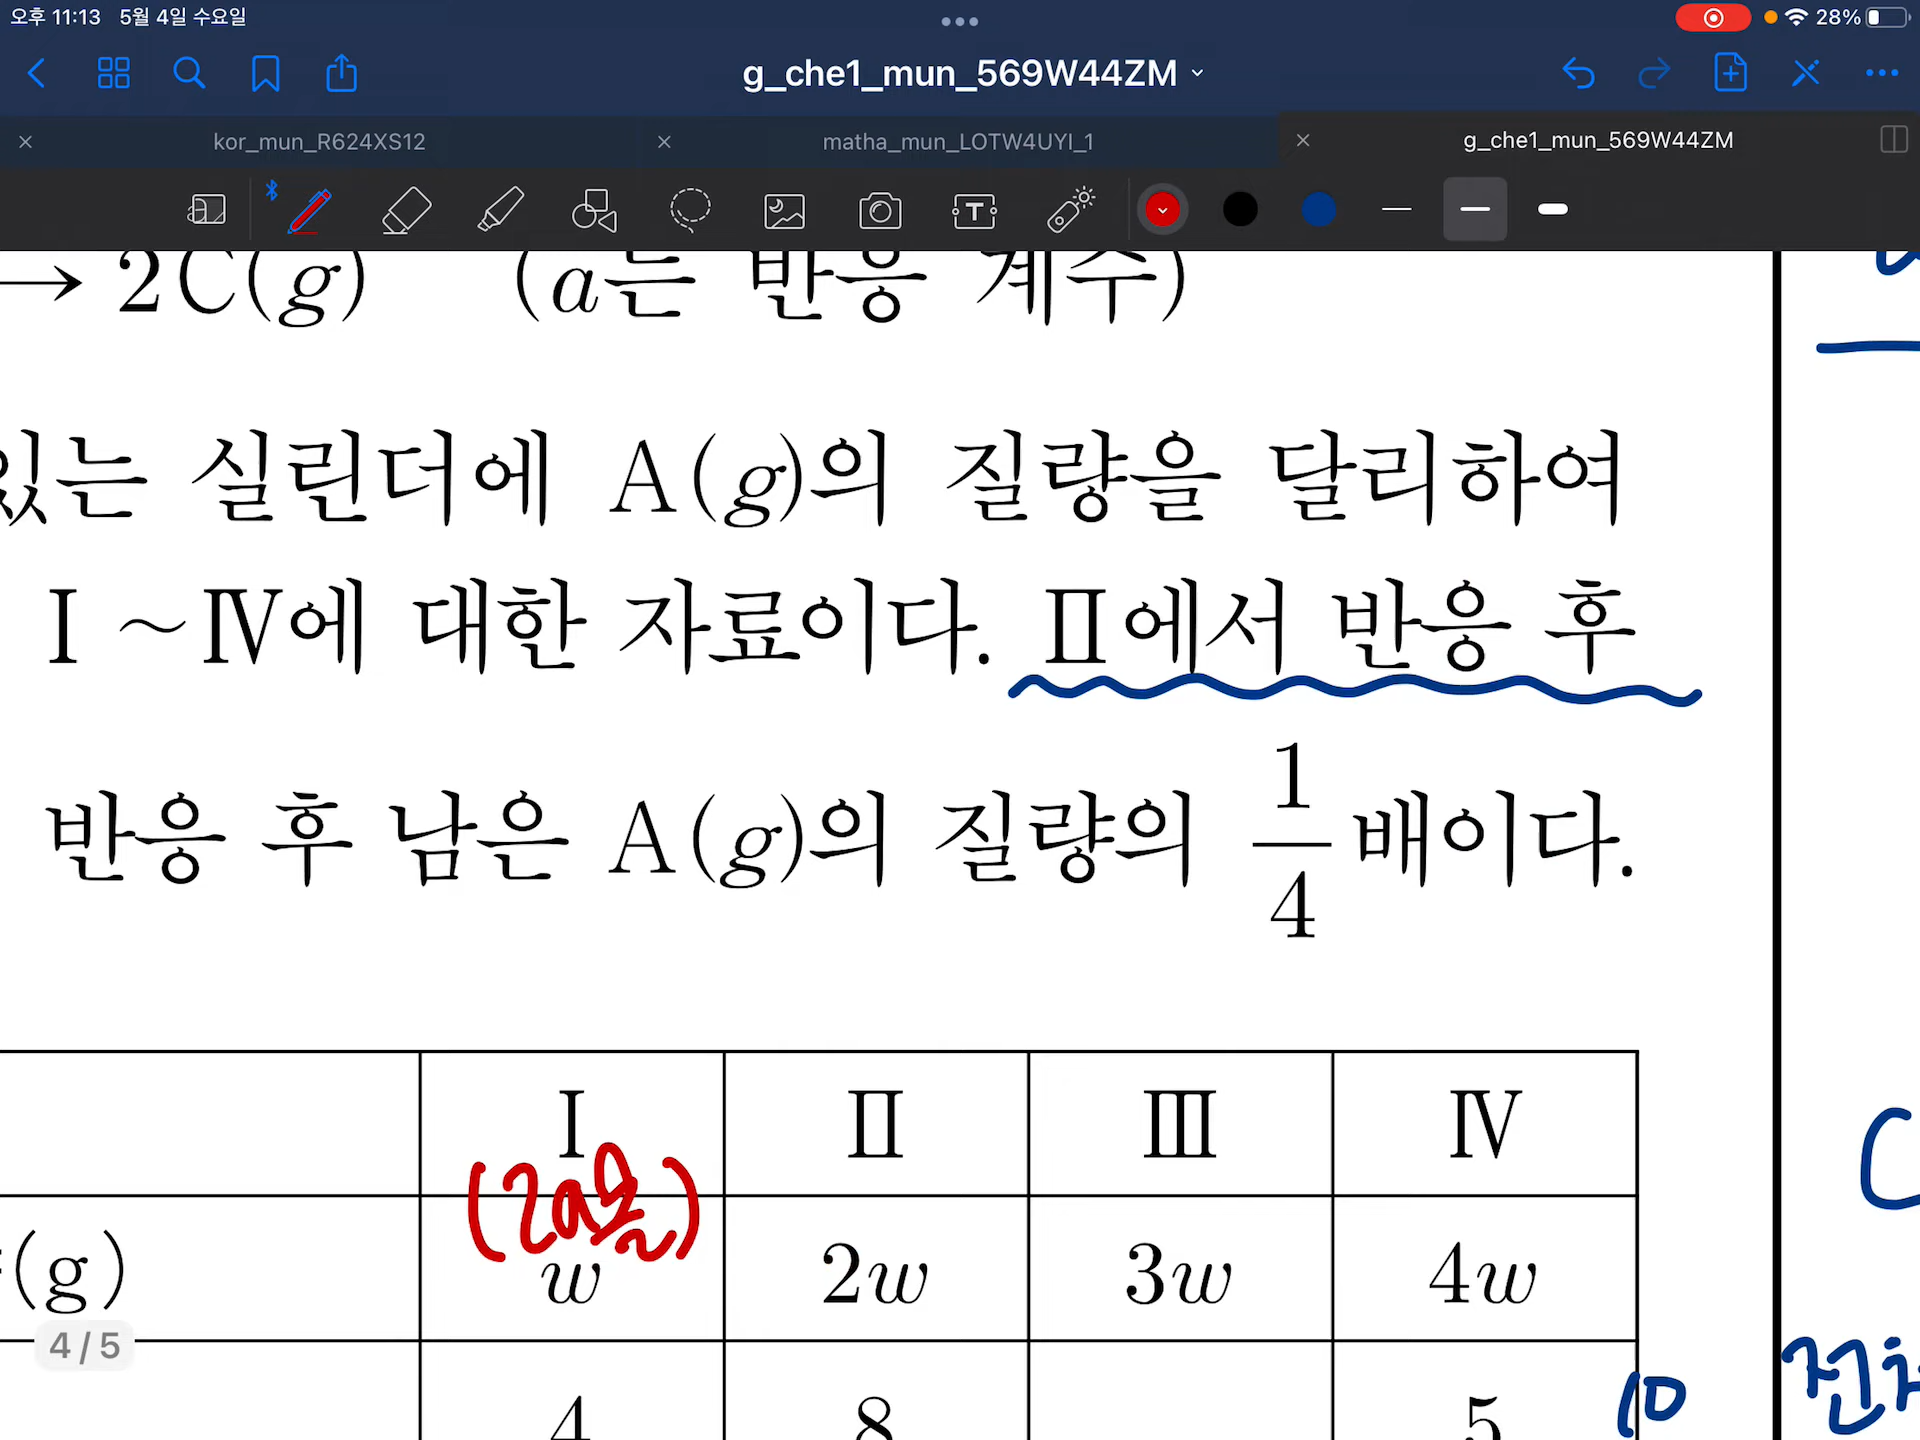 오후 11:13 5월 4일 수요일
28%
g_che1_mun_569W44ZM
kor_mun_R624XS12
matha_mun_LOTW4UYI_1
g_che1_mun_569W44ZM
→ 2C(g) (a는 반응 계수)
있는 실린더에 A(g)의 질량을 달리하여
Ⅰ~Ⅳ에 대한 자료이다. Ⅱ에서 반응 후
반응 후 남은 A(g)의 질량의 1/4 배이다.
Ⅰ Ⅱ Ⅲ Ⅳ
(2a몰)
(g) w 2w 3w 4w
4/5
4 8 5 10